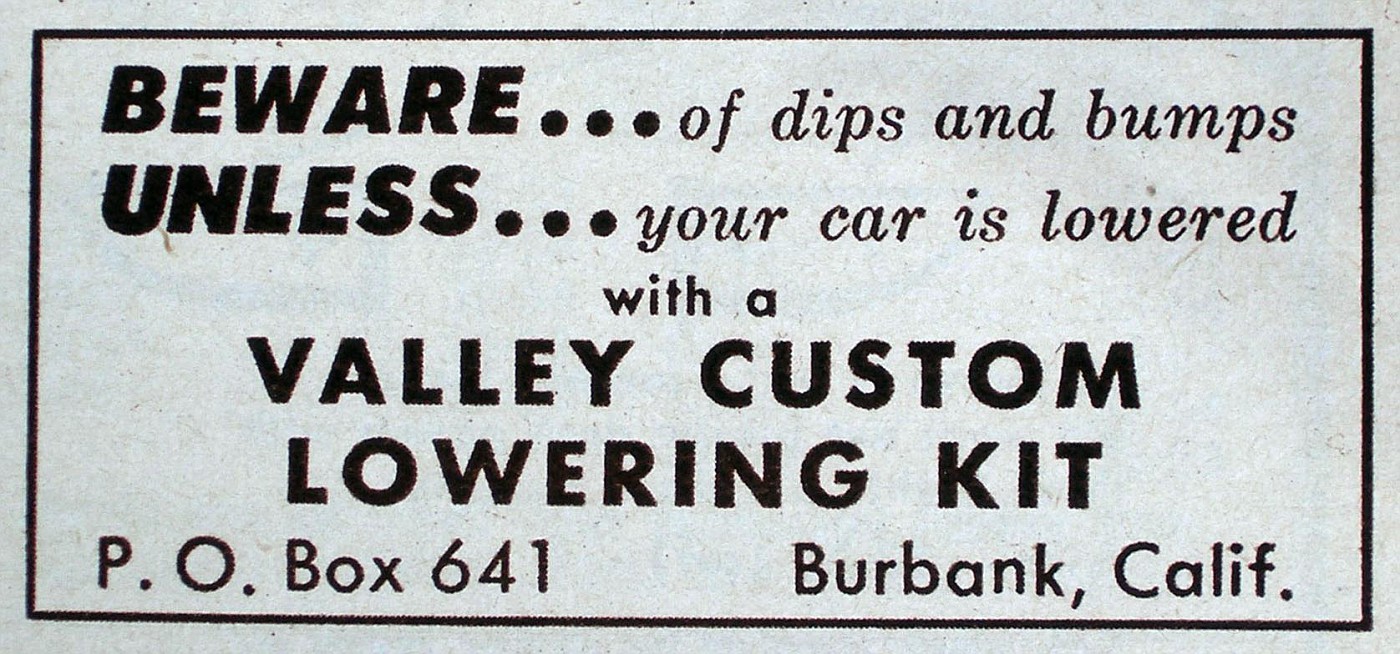 BEWARE...of dips and bumps
UNLESS...your car is lowered
with a
VALLEY CUSTOM
LOWERING KIT
P. O. Box 641 Burbank, Calif.